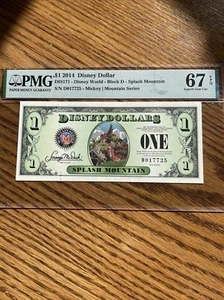 PMG
PAPER MONEY GUARANTY
$1 2014 Disney Dollar
DIS171 - Disney World - Block D - Splash Mountain
S/N D017725 - Mickey | Mountain Series
67 EPQ
Superb Gem Unc
1 DISNEY DOLLARS 1
ONE
D017725
1 SPLASH MOUNTAIN 1